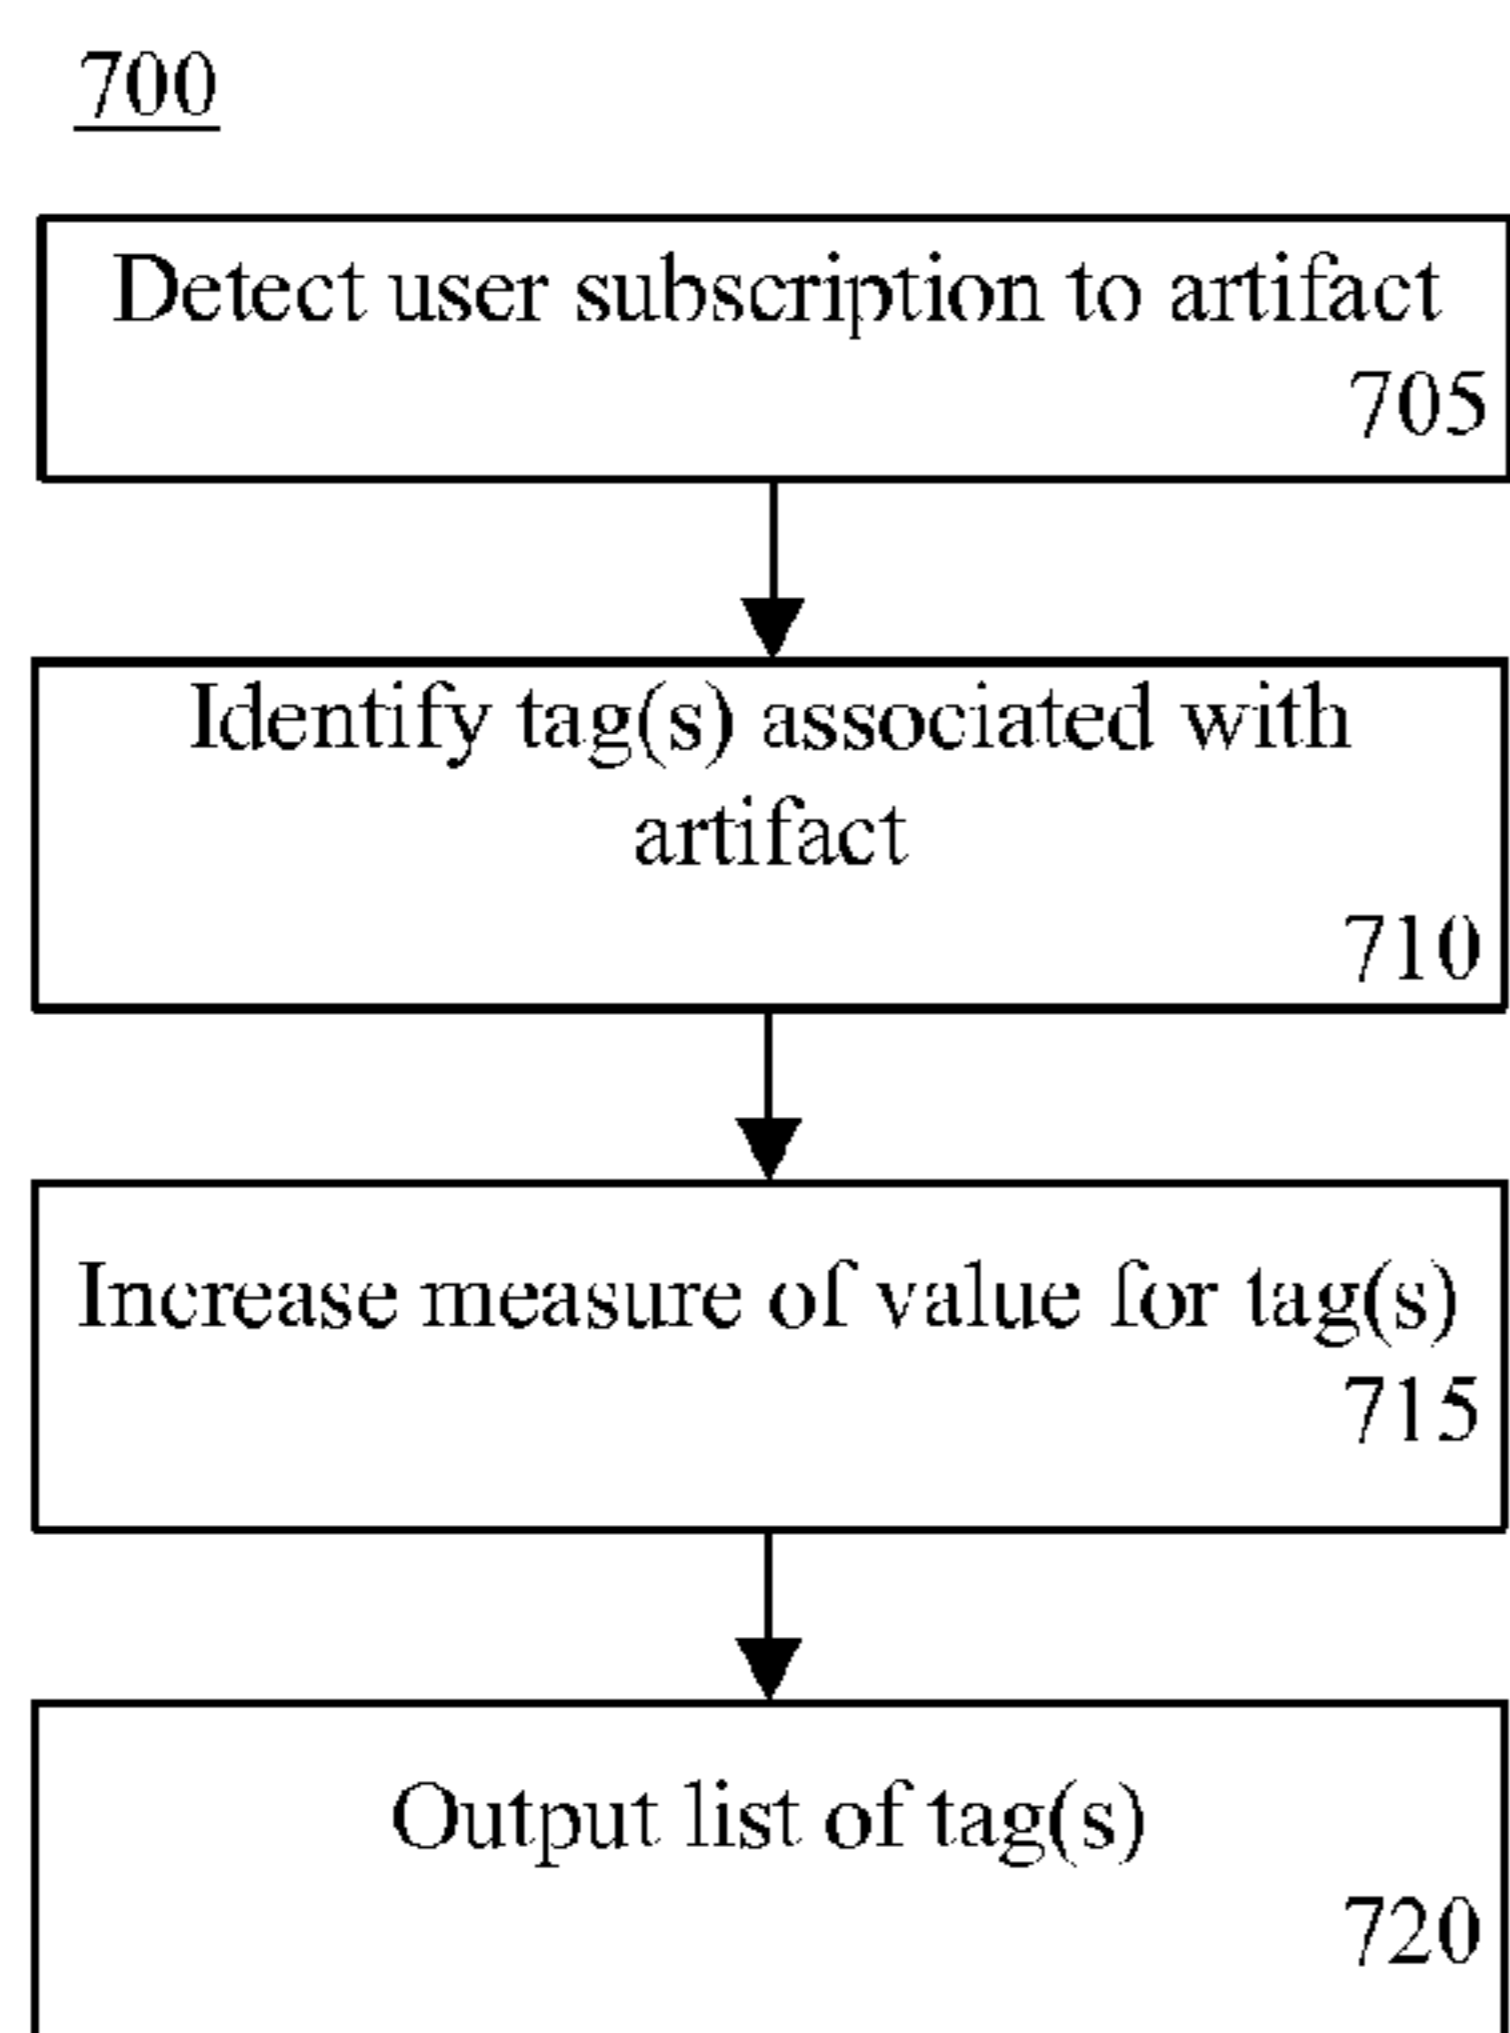 700
Detect user subscription to artifact
705
Identify tag(s) associated with
artifact
710
Increase measure of value for tag(s)
715
Output list of tag(s)
720